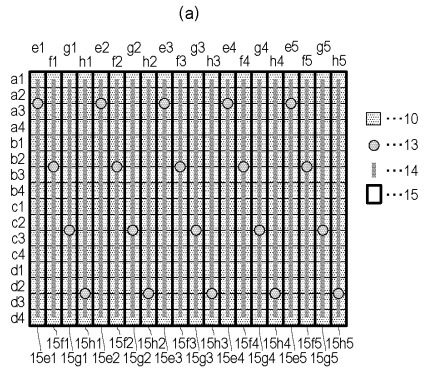 (a)
e1 g1 e2 g2 e3 g3 e4 g4 e5 g5
f1 h1 f2 h2 f3 h3 f4 h4 f5 h5
a1
a2
a3
a4
b1
b2
b3
b4
c1
c2
c3
c4
d1
d2
d3
d4
···10
···13
···14
···15
15f1 15h1 15f2 15h2 15f3 15h3 15f4 15h4 15f5 15h5
15e1 15g1 15e2 15g2 15e3 15g3 15e4 15g4 15e5 15g5